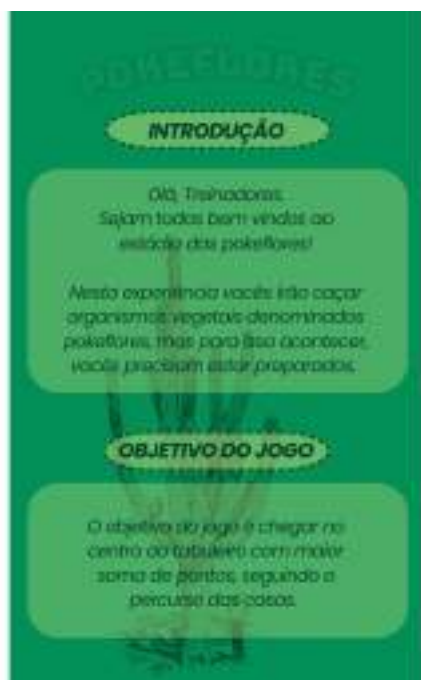 POKEFLORES
INTRODUÇÃO
Olá, Treinadores.
Sejam todos bem vindos ao
estádio das pokeflores!
Nesta experiência vocês irão caçar
organismos vegetais denominados
pokeflores, mas para isso acontecer,
vocês precisam estar preparados.
OBJETIVO DO JOGO
O objetivo do jogo é chegar no
centro do tabuleiro com maior
soma de pontos, seguindo o
percurso das casas.